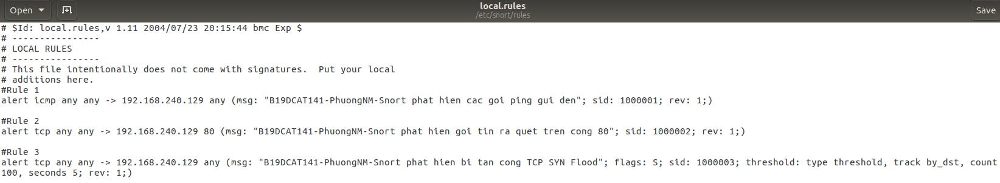 Open
local.rules
/etc/snort/rules
Save
# $Id: local.rules,v 1.11 2004/07/23 20:15:44 bmc Exp $
# ----------------
# LOCAL RULES
# ----------------
# This file intentionally does not come with signatures.  Put your local
# additions here.
#Rule 1
alert icmp any any -> 192.168.240.129 any (msg: "B19DCAT141-PhuongNM-Snort phat hien cac goi ping gui den"; sid: 1000001; rev: 1;)
#Rule 2
alert tcp any any -> 192.168.240.129 80 (msg: "B19DCAT141-PhuongNM-Snort phat hien goi tin ra quet tren cong 80"; sid: 1000002; rev: 1;)
#Rule 3
alert tcp any any -> 192.168.240.129 any (msg: "B19DCAT141-PhuongNM-Snort phat hien bi tan cong TCP SYN Flood"; flags: S; sid: 1000003; threshold: type threshold, track by_dst, count
100, seconds 5; rev: 1;)